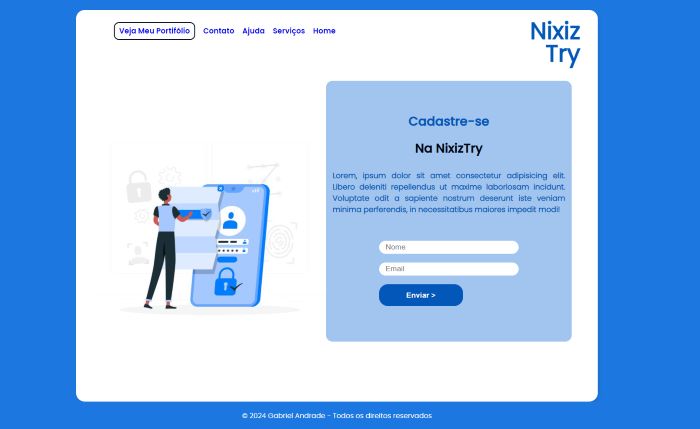 Veja Meu Portifólio Contato Ajuda Serviços Home
Nixiz
Try
Cadastre-se
Na NixizTry
Lorem, ipsum dolor sit amet consectetur adipisicing elit.
Libero deleniti repellendus ut maxime laboriosam incidunt.
Voluptate odit a sapiente nostrum deserunt iste veniam
minima perferendis, in necessitatibus maiores impedit modi!
Nome
Email
Enviar >
© 2024 Gabriel Andrade - Todos os direitos reservados